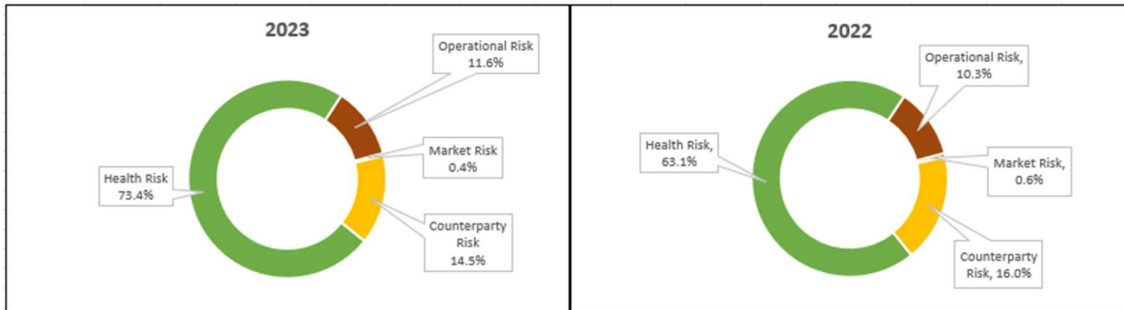 2023
Operational Risk
11.6%
Market Risk
0.4%
Health Risk
73.4%
Counterparty
Risk
14.5%
2022
Operational Risk,
10.3%
Health Risk,
63.1%
Market Risk,
0.6%
Counterparty
Risk, 16.0%